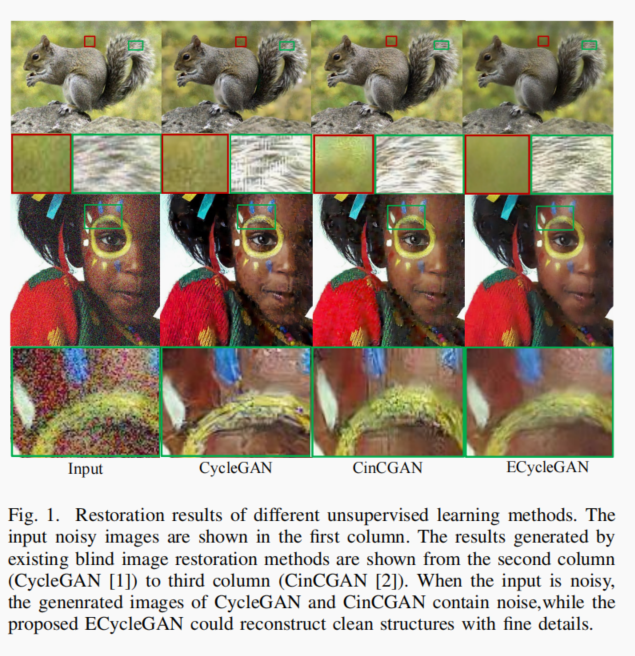 Input CycleGAN CinCGAN ECycleGAN
Fig. 1. Restoration results of different unsupervised learning methods. The
input noisy images are shown in the first column. The results generated by
existing blind image restoration methods are shown from the second column
(CycleGAN [1]) to third column (CinCGAN [2]). When the input is noisy,
the genenrated images of CycleGAN and CinCGAN contain noise,while the
proposed ECycleGAN could reconstruct clean structures with fine details.